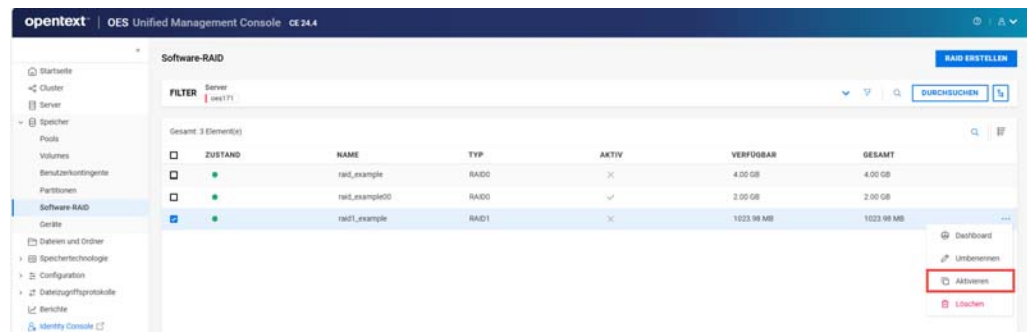 opentext™ | OES Unified Management Console CE 24.4
Startseite
Cluster
Server
Speicher
Pools
Volumes
Benutzerkontingente
Partitionen
Software-RAID
Geräte
Dateien und Ordner
Speichertechnologie
Configuration
Dateizugriffsprotokolle
Berichte
Identity Console
Software-RAID
RAID ERSTELLEN
FILTER Server
oes171
DURCHSUCHEN
Gesamt: 3 Element(e)
ZUSTAND NAME TYP AKTIV VERFÜGBAR GESAMT
raid_example RAID0 4.00 GB 4.00 GB
raid_example00 RAID0 2.00 GB 2.00 GB
raid1_example RAID1 1023.98 MB 1023.98 MB
Dashboard
Umbenennen
Aktivieren
Löschen